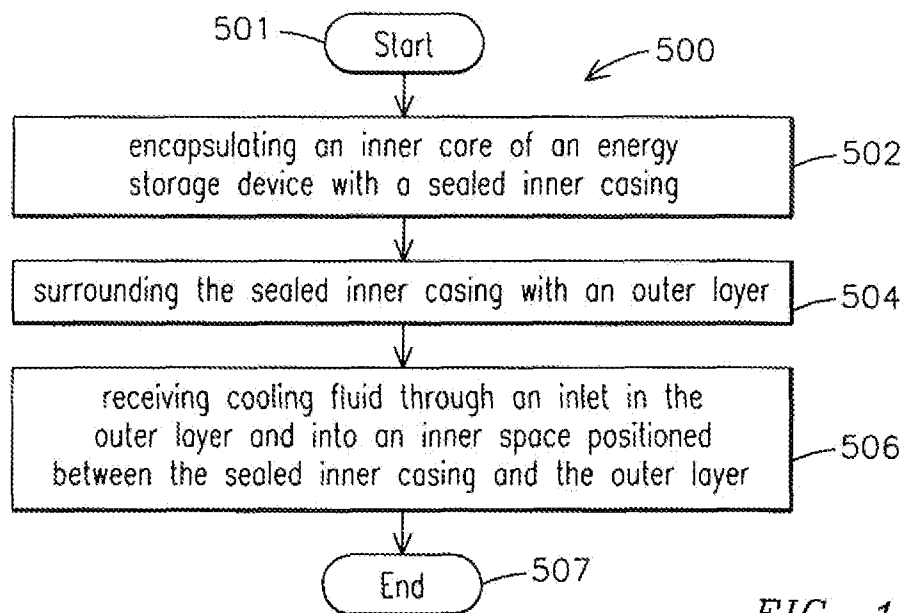 501
Start
500
encapsulating an inner core of an energy
storage device with a sealed inner casing
502
surrounding the sealed inner casing with an outer layer
504
receiving cooling fluid through an inlet in the
outer layer and into an inner space positioned
between the sealed inner casing and the outer layer
506
End
507
FIG. 1